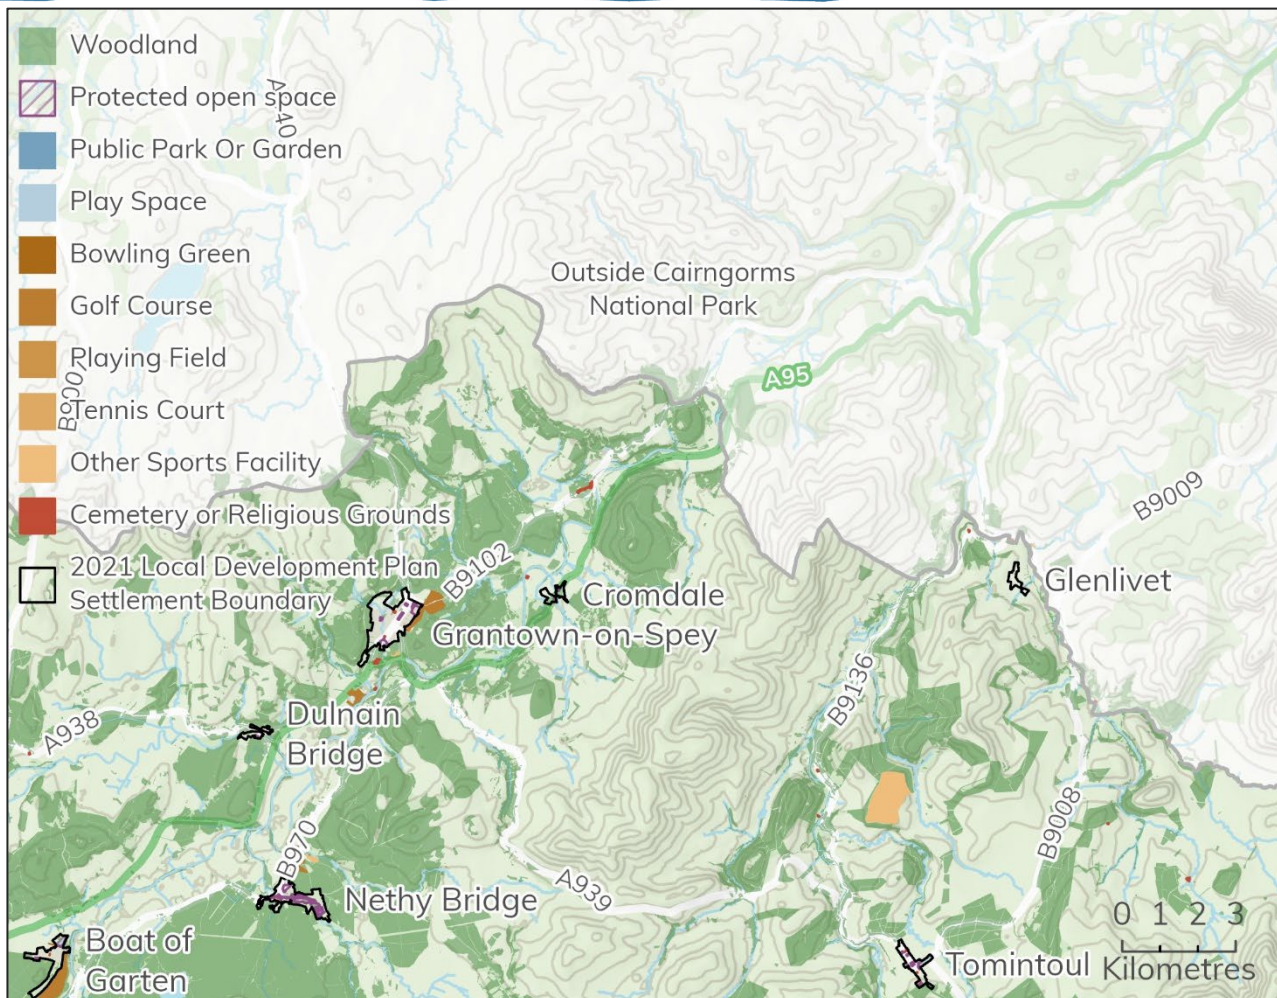 Woodland
Protected open space
Public Park Or Garden
Play Space
Bowling Green
Golf Course
Playing Field
Tennis Court
Other Sports Facility
Cemetery or Religious Grounds
2021 Local Development Plan
Settlement Boundary
A940
B9007
Outside Cairngorms
National Park
A95
B9009
B9102
Cromdale
Glenlivet
Grantown-on-Spey
B9136
A938
Dulnain
Bridge
B9008
B970
A939
Nethy Bridge
Boat of
Garten
Tomintoul
0 1 2 3
Kilometres